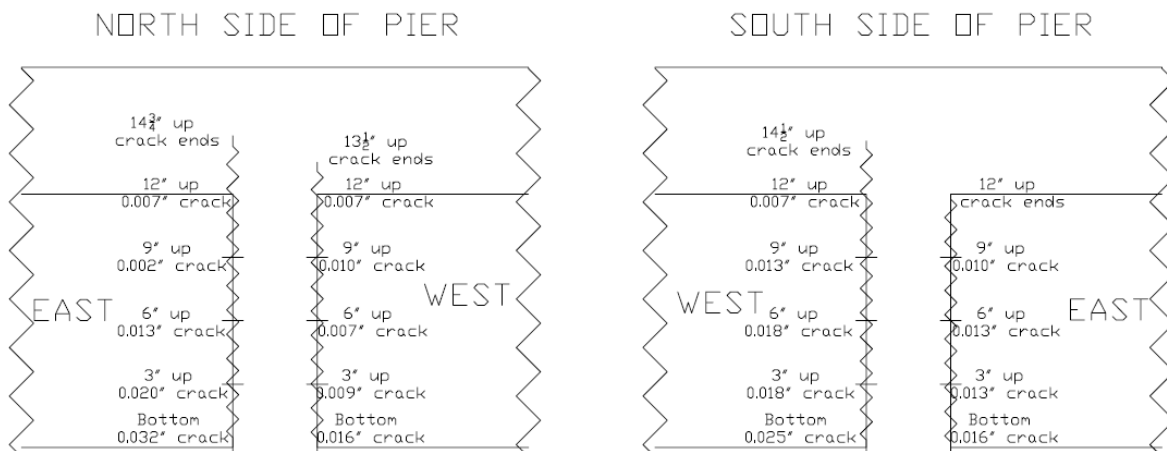 NORTH SIDE OF PIER
14 3/4" up
crack ends
13 1/2" up
crack ends
12" up
0.007" crack
12" up
0.007" crack
9" up
0.002" crack
9" up
0.010" crack
EAST
WEST
6" up
0.013" crack
6" up
0.007" crack
3" up
0.020" crack
3" up
0.009" crack
Bottom
0.032" crack
Bottom
0.016" crack
SOUTH SIDE OF PIER
14 1/2" up
crack ends
12" up
0.007" crack
12" up
crack ends
9" up
0.013" crack
9" up
0.010" crack
WEST
EAST
6" up
0.018" crack
6" up
0.013" crack
3" up
0.018" crack
3" up
0.013" crack
Bottom
0.025" crack
Bottom
0.016" crack